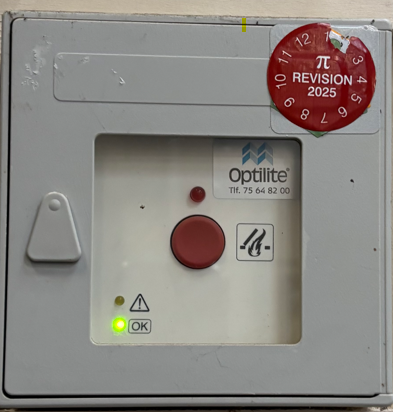 12 1 3 4 5 6 7 8 9 10 11
π
REVISION
2025
Optilite®
Tlf. 75 64 82 00
OK